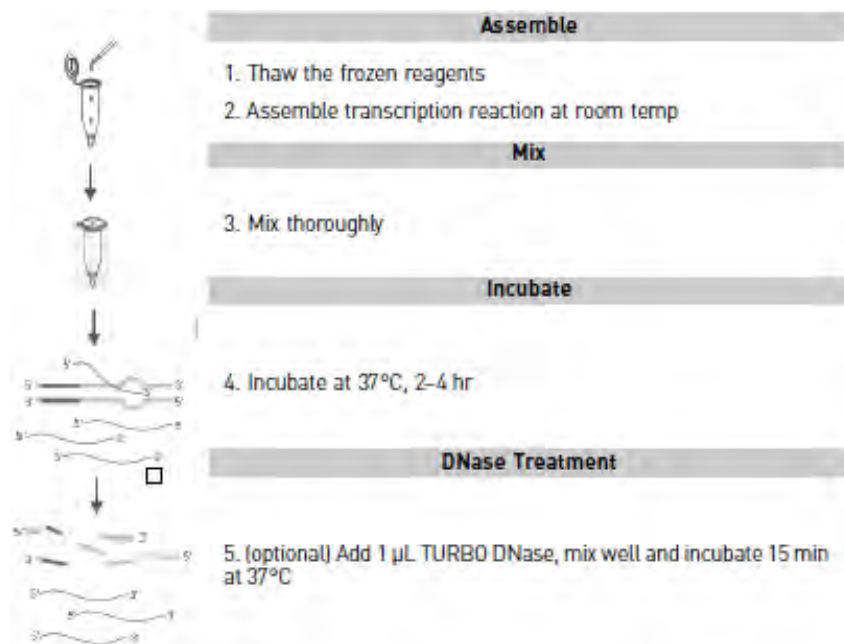 Assemble
1. Thaw the frozen reagents
2. Assemble transcription reaction at room temp
Mix
3. Mix thoroughly
Incubate
4. Incubate at 37°C, 2–4 hr
DNase Treatment
5. (optional) Add 1 µL TURBO DNase, mix well and incubate 15 min
at 37°C